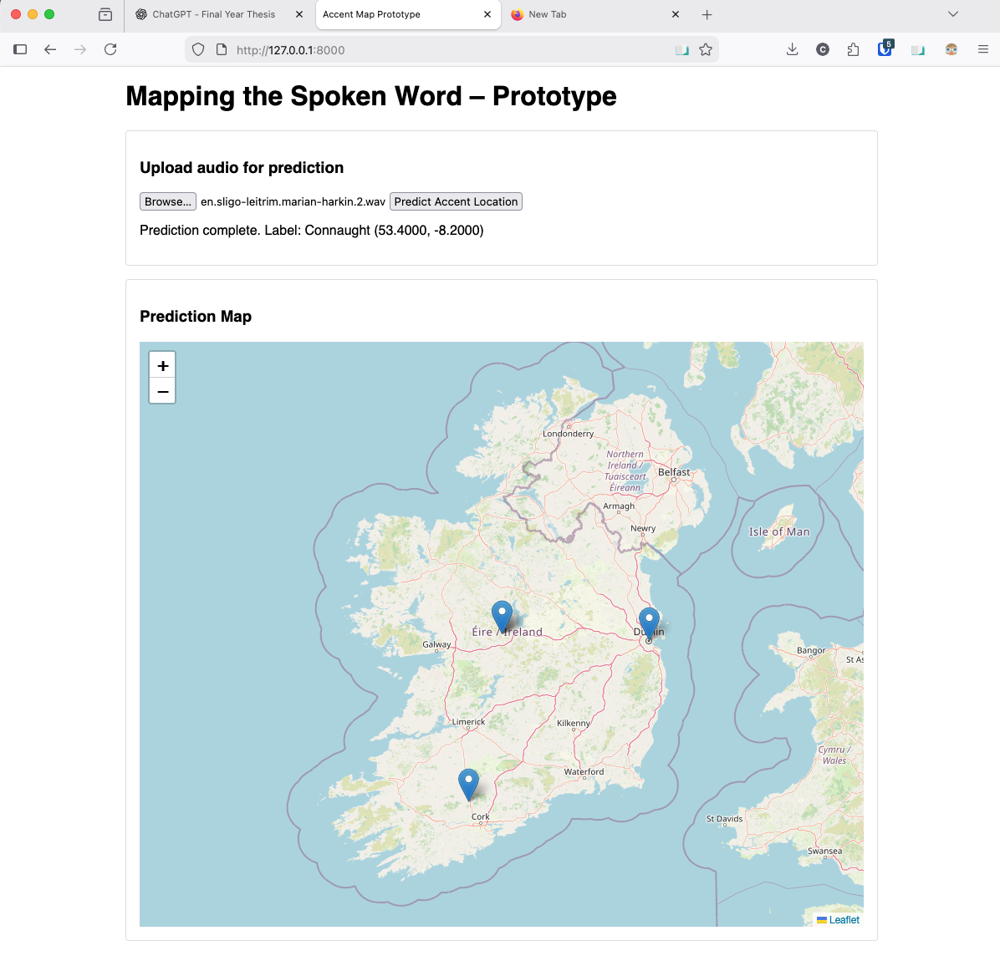 ChatGPT - Final Year Thesis
Accent Map Prototype
New Tab
http://127.0.0.1:8000
C
5
Mapping the Spoken Word – Prototype
Upload audio for prediction
Browse... en.sligo-leitrim.marian-harkin.2.wav Predict Accent Location
Prediction complete. Label: Connaught (53.4000, -8.2000)
Prediction Map
+
−
Londonderry
Northern
Ireland /
Tuaisceart
Éireann
Belfast
Armagh
Newry
Isle of Man
Éire / Ireland
Dublin
Galway
Bangor
St As
Limerick
Kilkenny
Cymru /
Wales
Waterford
Cork
St Davids
Swansea
Leaflet